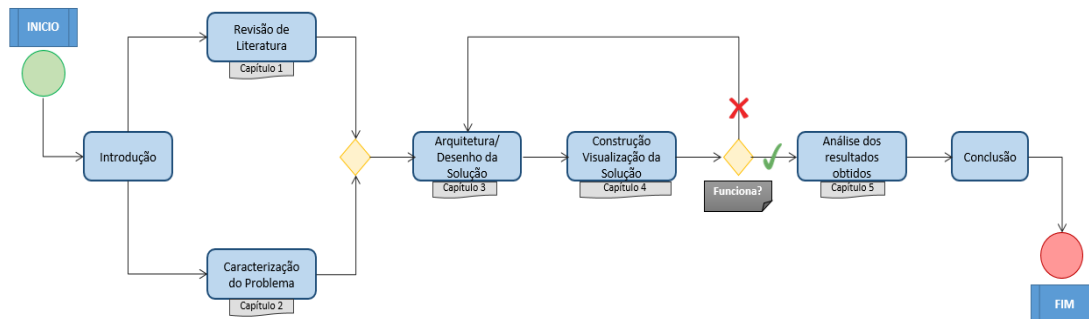 INICIO
Introdução
Revisão de
Literatura
Capítulo 1
Caracterização
do Problema
Capítulo 2
Arquitetura/
Desenho da
Solução
Capítulo 3
Construção
Visualização da
Solução
Capítulo 4
Funciona?
Análise dos
resultados
obtidos
Capítulo 5
Conclusão
FIM